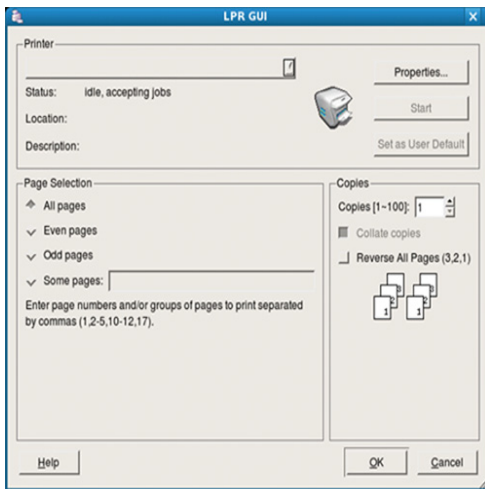 LPR GUI
Printer
Properties...
Status: idle, accepting jobs
Start
Location:
Description:
Set as User Default
Page Selection
All pages
Even pages
Odd pages
Some pages:
Enter page numbers and/or groups of pages to print separated
by commas (1,2-5,10-12,17).
Copies
Copies [1~100]: 1
Collate copies
Reverse All Pages (3,2,1)
1 1
Help
OK
Cancel